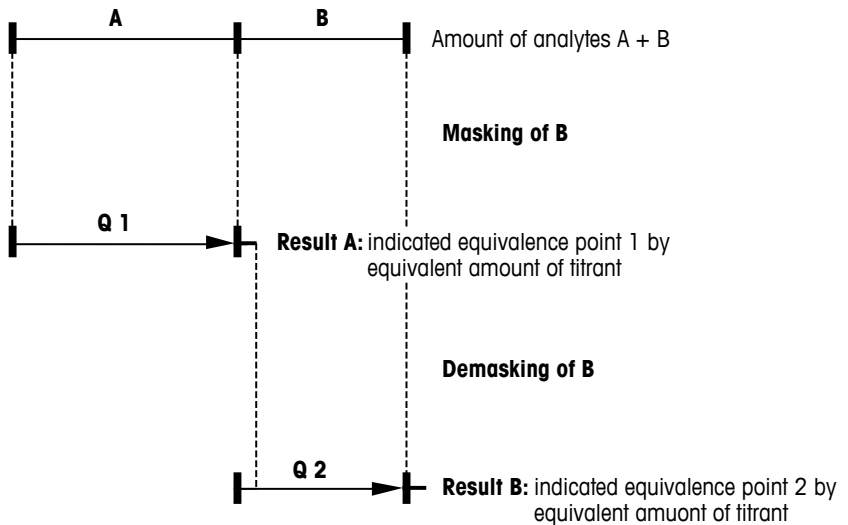 A
B
Amount of analytes A + B
Masking of B
Q 1
Result A: indicated equivalence point 1 by
equivalent amount of titrant
Demasking of B
Q 2
Result B: indicated equivalence point 2 by
equivalent amuont of titrant